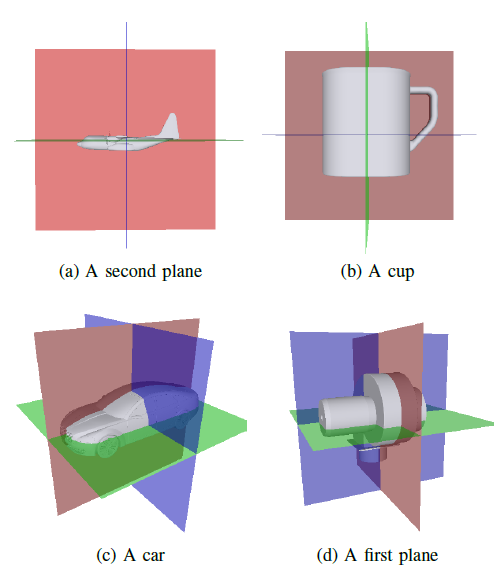 (a) A second plane
(b) A cup
(c) A car
(d) A first plane